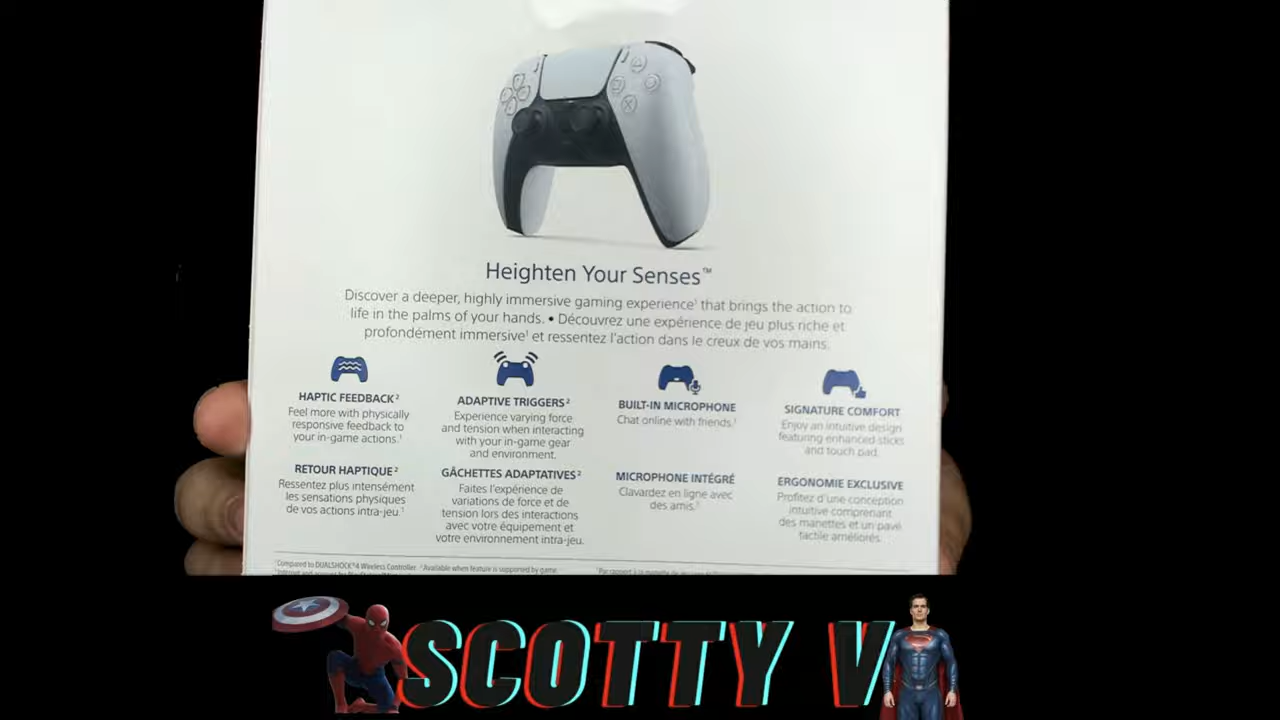 Heighten Your Senses™
Discover a deeper, highly immersive gaming experience¹ that brings the action to
life in the palms of your hands. • Découvrez une expérience de jeu plus riche et
profondément immersive¹ et ressentez l'action dans le creux de vos mains.
HAPTIC FEEDBACK²
Feel more with physically
responsive feedback to
your in-game actions.¹
ADAPTIVE TRIGGERS²
Experience varying force
and tension when interacting
with your in-game gear
and environment.
BUILT-IN MICROPHONE
Chat online with friends.³
SIGNATURE COMFORT
Enjoy an intuitive design
featuring enhanced sticks
and touch pad.
RETOUR HAPTIQUE²
Ressentez plus intensément
les sensations physiques
de vos actions intra-jeu.¹
GÂCHETTES ADAPTATIVES²
Faites l'expérience de
variations de force et de
tension lors des interactions
avec votre équipement et
votre environnement intra-jeu.
MICROPHONE INTÉGRÉ
Clavardez en ligne avec
des amis.³
ERGONOMIE EXCLUSIVE
Profitez d'une conception
intuitive comprenant
des manettes et un pavé
tactile améliorés.
¹Compared to DUALSHOCK®4 Wireless Controller. ²Available when feature is supported by game.
¹Par rapport à la manette de
SCOTTY V